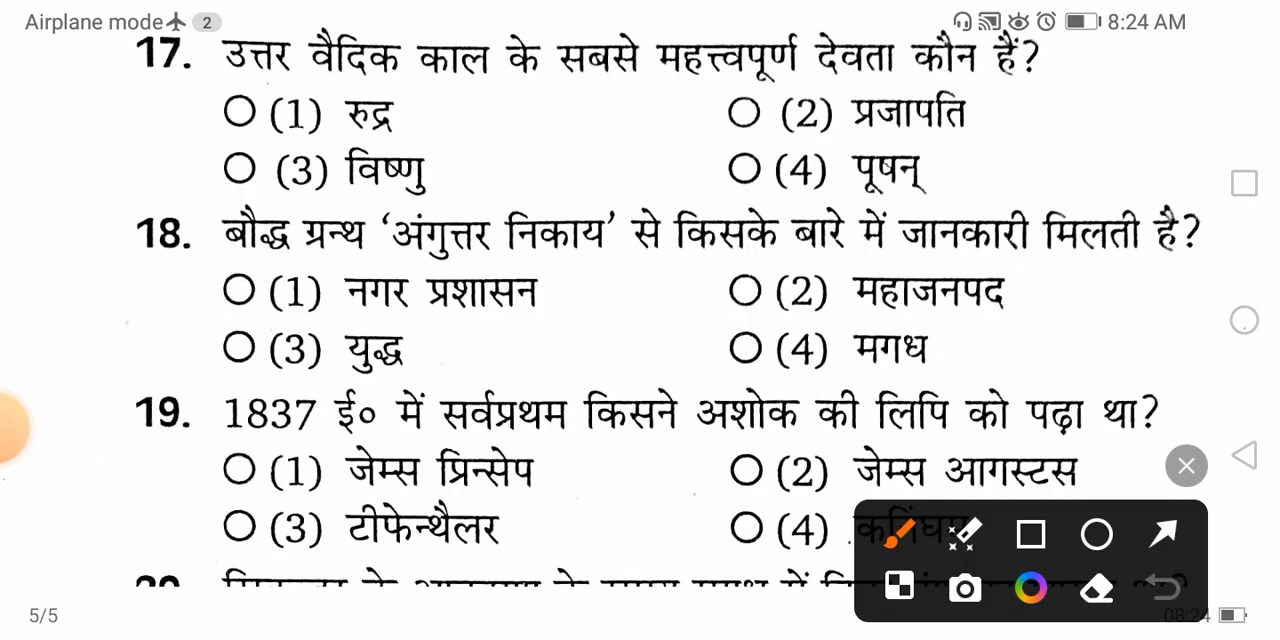 Airplane mode 2 8:24 AM
17. उत्तर वैदिक काल के सबसे महत्त्वपूर्ण देवता कौन हैं?
(1) रुद्र (2) प्रजापति
(3) विष्णु (4) पूषन्
18. बौद्ध ग्रन्थ ‘अंगुत्तर निकाय’ से किसके बारे में जानकारी मिलती है?
(1) नगर प्रशासन (2) महाजनपद
(3) युद्ध (4) मगध
19. 1837 ई० में सर्वप्रथम किसने अशोक की लिपि को पढ़ा था?
(1) जेम्स प्रिन्सेप (2) जेम्स आगस्टस
(3) टीफेन्थैलर (4) कनिंघम
5/5 08:24